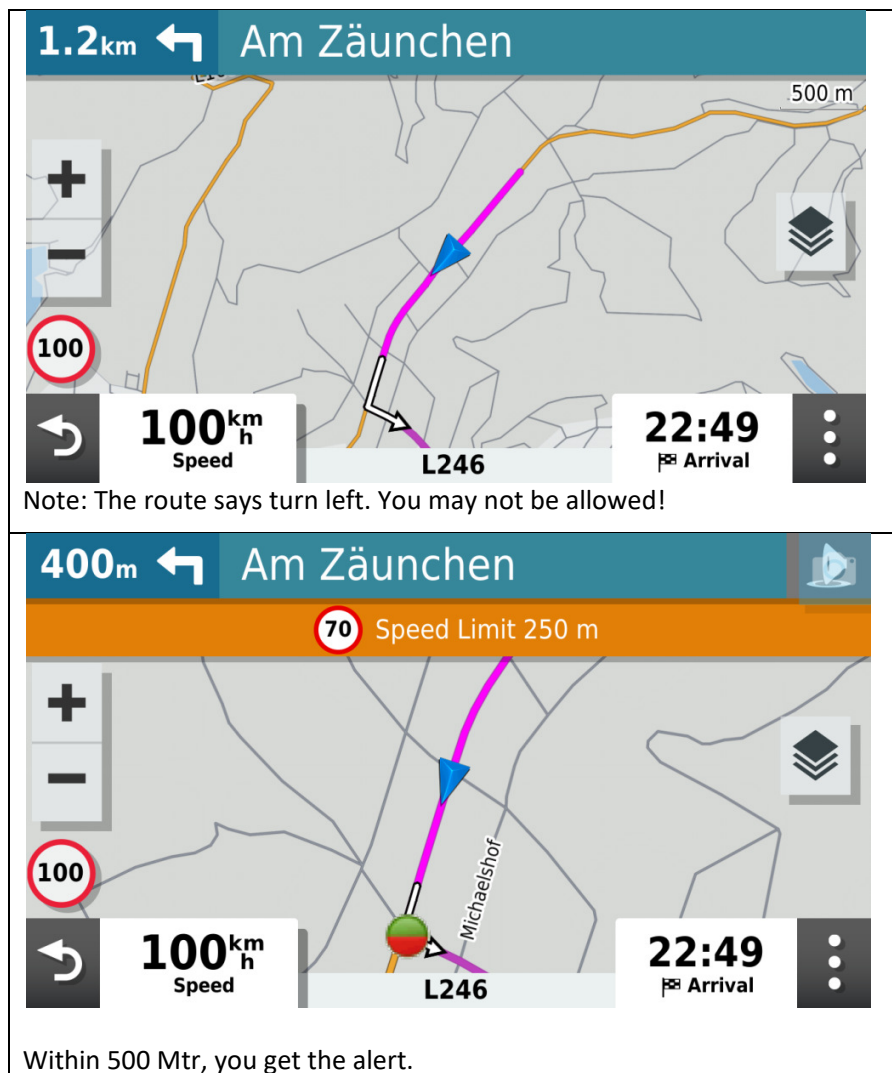 1.2km Am Zäunchen
500 m
+
−
100
100 km h 22:49
Speed Arrival
L246
Note: The route says turn left. You may not be allowed!
400m Am Zäunchen
70 Speed Limit 250 m
+
−
Michaelshof
100
100 km h 22:49
Speed Arrival
L246
Within 500 Mtr, you get the alert.